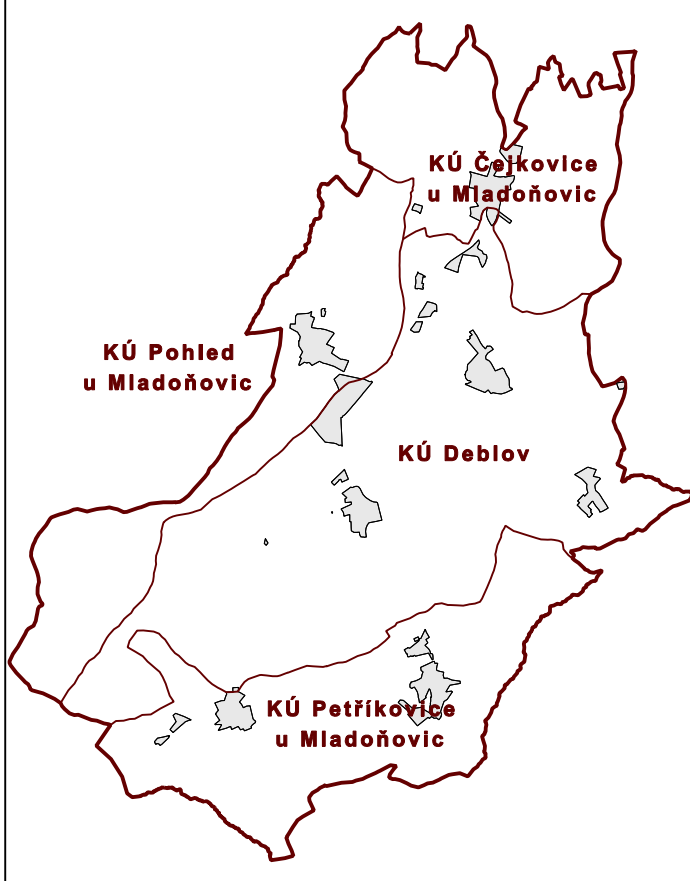 KÚ Čejkovice
u Mladoňovic
KÚ Pohled
u Mladoňovic
KÚ Deblov
KÚ Petříkovice
u Mladoňovic